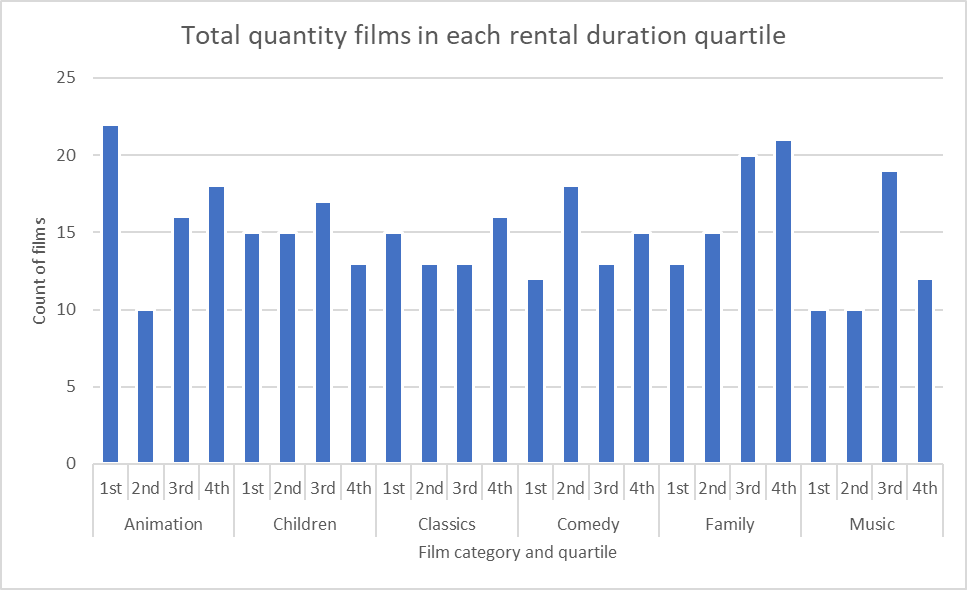 Total quantity films in each rental duration quartile
25
20
15
10
5
0
Count of films
1st 2nd 3rd 4th 1st 2nd 3rd 4th 1st 2nd 3rd 4th 1st 2nd 3rd 4th 1st 2nd 3rd 4th 1st 2nd 3rd 4th
Animation Children Classics Comedy Family Music
Film category and quartile